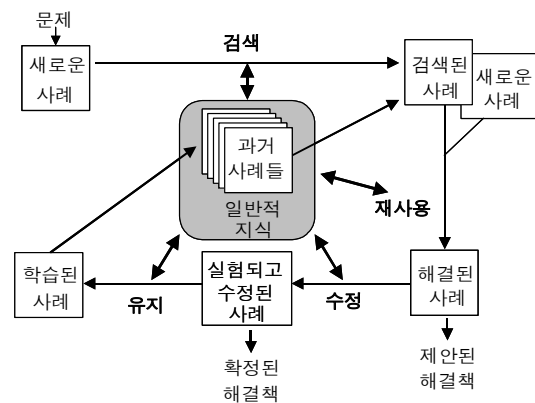 문제
새로운
사례
검색
검색된
사례
새로운
사례
과거
사례들
일반적
지식
재사용
학습된
사례
유지
실험되고
수정된
사례
수정
해결된
사례
확정된
해결책
제안된
해결책